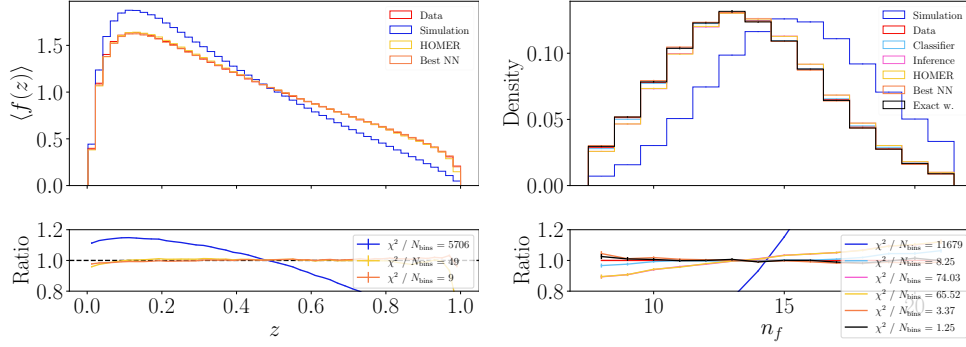 ⟨f(z)⟩
1.5
1.0
0.5
0.0
Data
Simulation
HOMER
Best NN
Density
0.10
0.05
0.00
Simulation
Data
Classifier
Inference
HOMER
Best NN
Exact w.
Ratio
1.2
1.0
0.8
χ² / N_bins = 5706
χ² / N_bins = 49
χ² / N_bins = 9
0.0 0.2 0.4 0.6 0.8 1.0
z
Ratio
1.2
1.0
0.8
χ² / N_bins = 11679
χ² / N_bins = 8.25
χ² / N_bins = 74.03
χ² / N_bins = 65.52
χ² / N_bins = 3.37
χ² / N_bins = 1.25
10 15 20
n_f